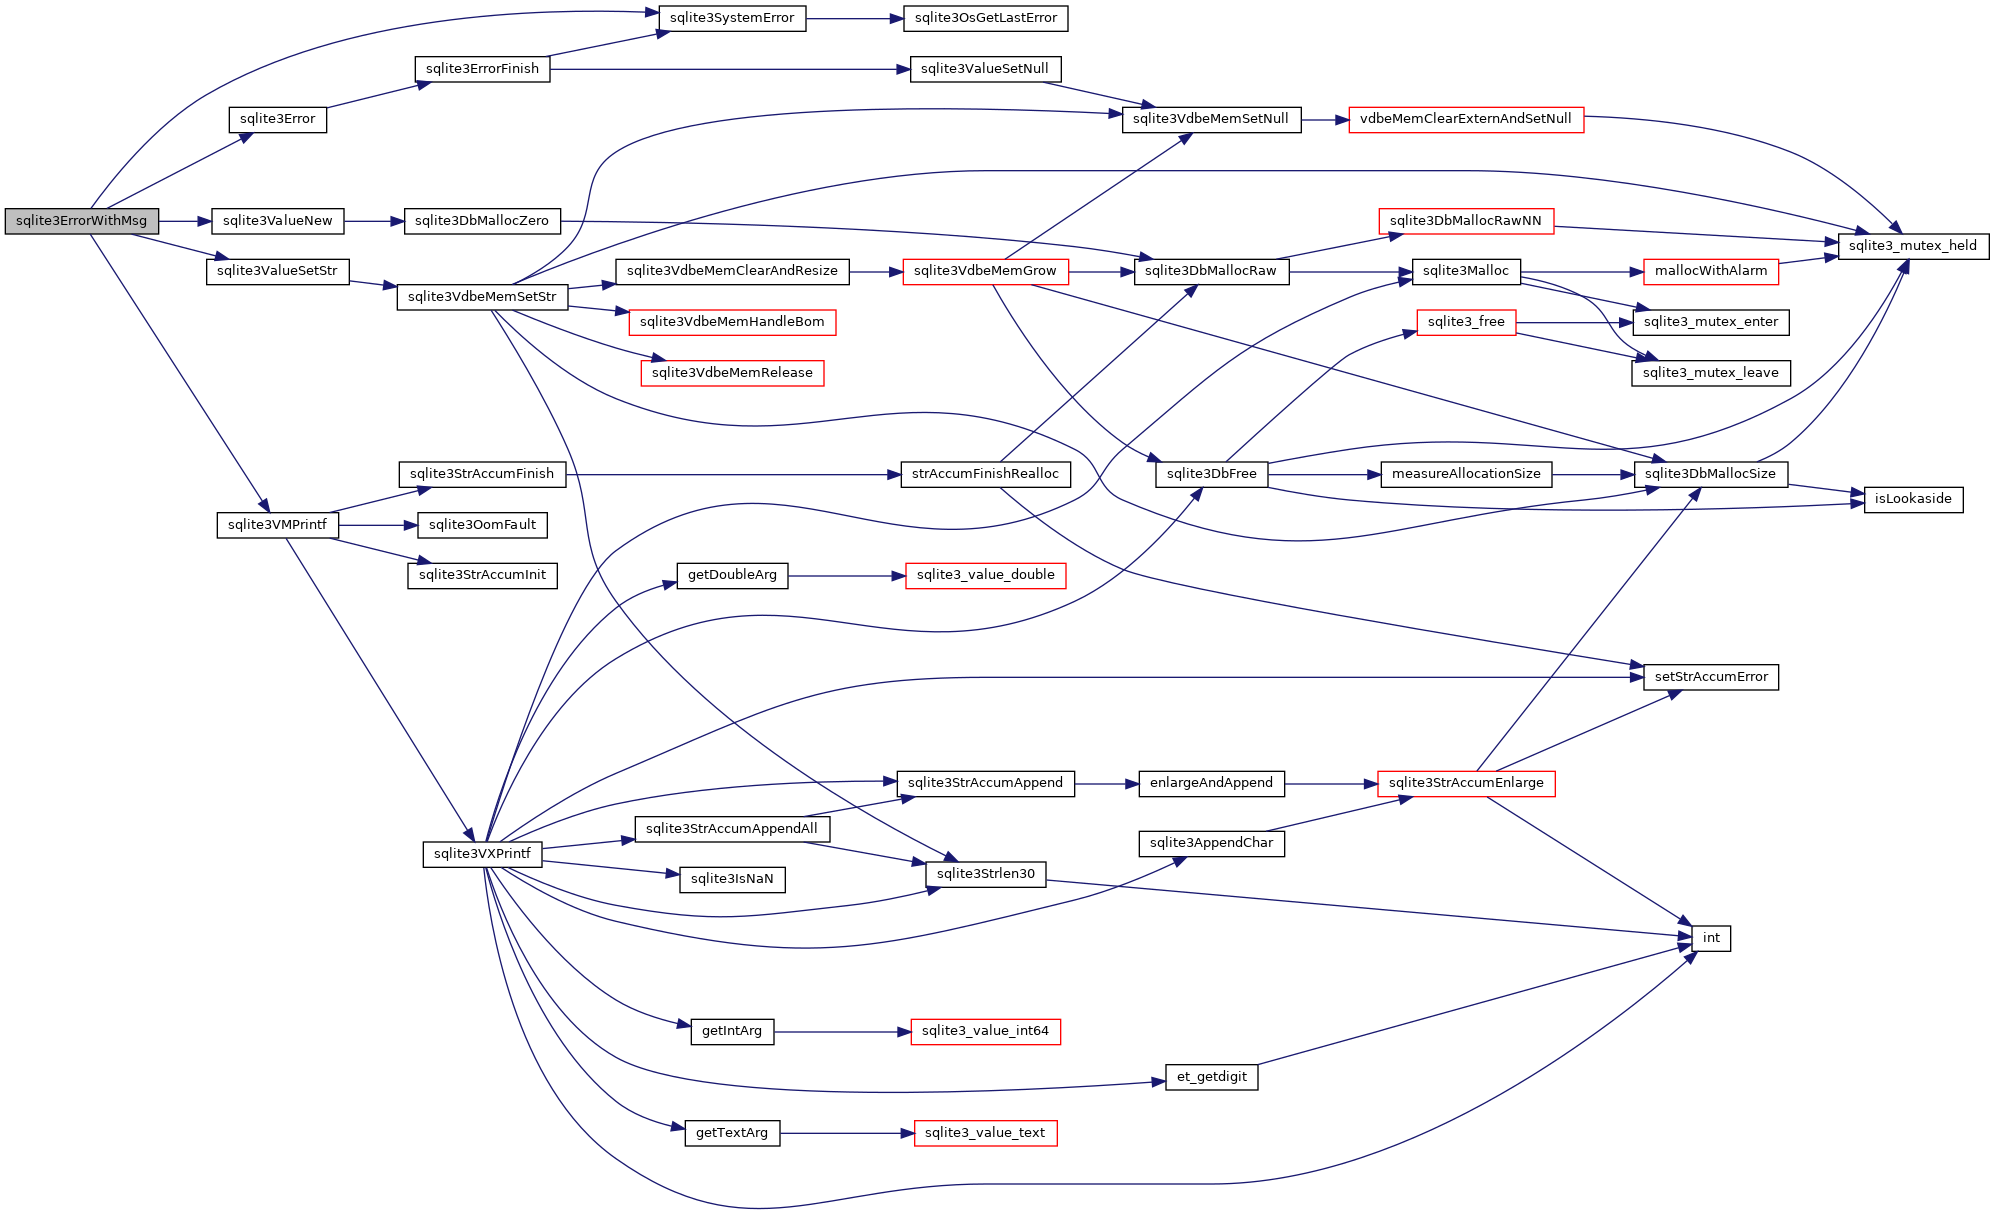 sqlite3SystemError
sqlite3OsGetLastError
sqlite3ErrorFinish
sqlite3ValueSetNull
sqlite3Error
sqlite3VdbeMemSetNull
vdbeMemClearExternAndSetNull
sqlite3ErrorWithMsg
sqlite3ValueNew
sqlite3DbMallocZero
sqlite3DbMallocRawNN
sqlite3_mutex_held
sqlite3ValueSetStr
sqlite3VdbeMemClearAndResize
sqlite3VdbeMemGrow
sqlite3DbMallocRaw
sqlite3Malloc
mallocWithAlarm
sqlite3VdbeMemSetStr
sqlite3VdbeMemHandleBom
sqlite3_free
sqlite3_mutex_enter
sqlite3VdbeMemRelease
sqlite3_mutex_leave
sqlite3StrAccumFinish
strAccumFinishRealloc
sqlite3DbFree
measureAllocationSize
sqlite3DbMallocSize
isLookaside
sqlite3VMPrintf
sqlite3OomFault
sqlite3StrAccumInit
getDoubleArg
sqlite3_value_double
setStrAccumError
sqlite3StrAccumAppend
enlargeAndAppend
sqlite3StrAccumEnlarge
sqlite3StrAccumAppendAll
sqlite3AppendChar
sqlite3VXPrintf
sqlite3IsNaN
sqlite3Strlen30
int
getIntArg
sqlite3_value_int64
et_getdigit
getTextArg
sqlite3_value_text